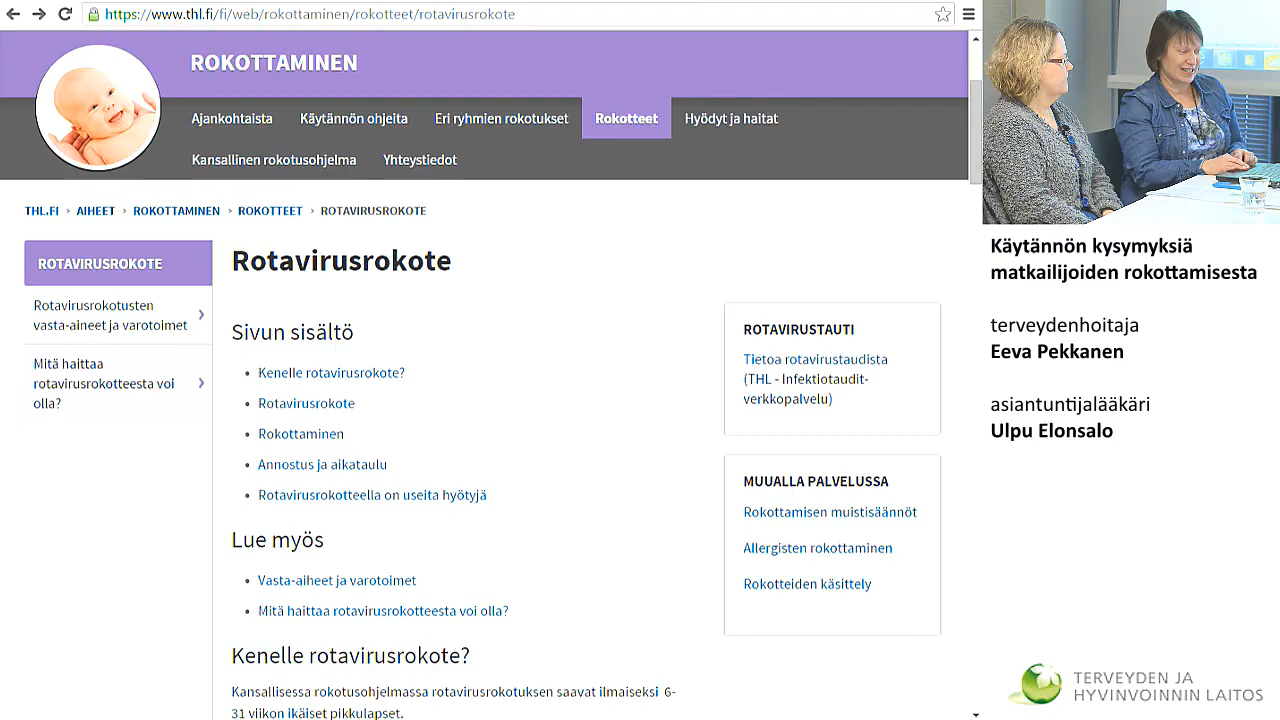 https://www.thl.fi/fi/web/rokottaminen/rokotteet/rotavirusrokote
ROKOTTAMINEN
Ajankohtaista Käytännön ohjeita Eri ryhmien rokotukset Rokotteet Hyödyt ja haitat
Kansallinen rokotusohjelma Yhteystiedot
THL.FI › AIHEET › ROKOTTAMINEN › ROKOTTEET › ROTAVIRUSROKOTE
ROTAVIRUSROKOTE
Rotavirusrokotusten
vasta-aineet ja varotoimet
Mitä haittaa
rotavirusrokotteesta voi
olla?
Rotavirusrokote
Sivun sisältö
• Kenelle rotavirusrokote?
• Rotavirusrokote
• Rokottaminen
• Annostus ja aikataulu
• Rotavirusrokotteella on useita hyötyjä
Lue myös
• Vasta-aiheet ja varotoimet
• Mitä haittaa rotavirusrokotteesta voi olla?
Kenelle rotavirusrokote?
Kansallisessa rokotusohjelmassa rotavirusrokotuksen saavat ilmaiseksi 6-
31 viikon ikäiset pikkulapset.
ROTAVIRUSTAUTI
Tietoa rotavirustaudista
(THL - Infektiotaudit-
verkkopalvelu)
MUUALLA PALVELUSSA
Rokottamisen muistisäännöt
Allergisten rokottaminen
Rokotteiden käsittely
Käytännön kysymyksiä
matkailijoiden rokottamisesta
terveydenhoitaja
Eeva Pekkanen
asiantuntijalääkäri
Ulpu Elonsalo
TERVEYDEN JA
HYVINVOINNIN LAITOS